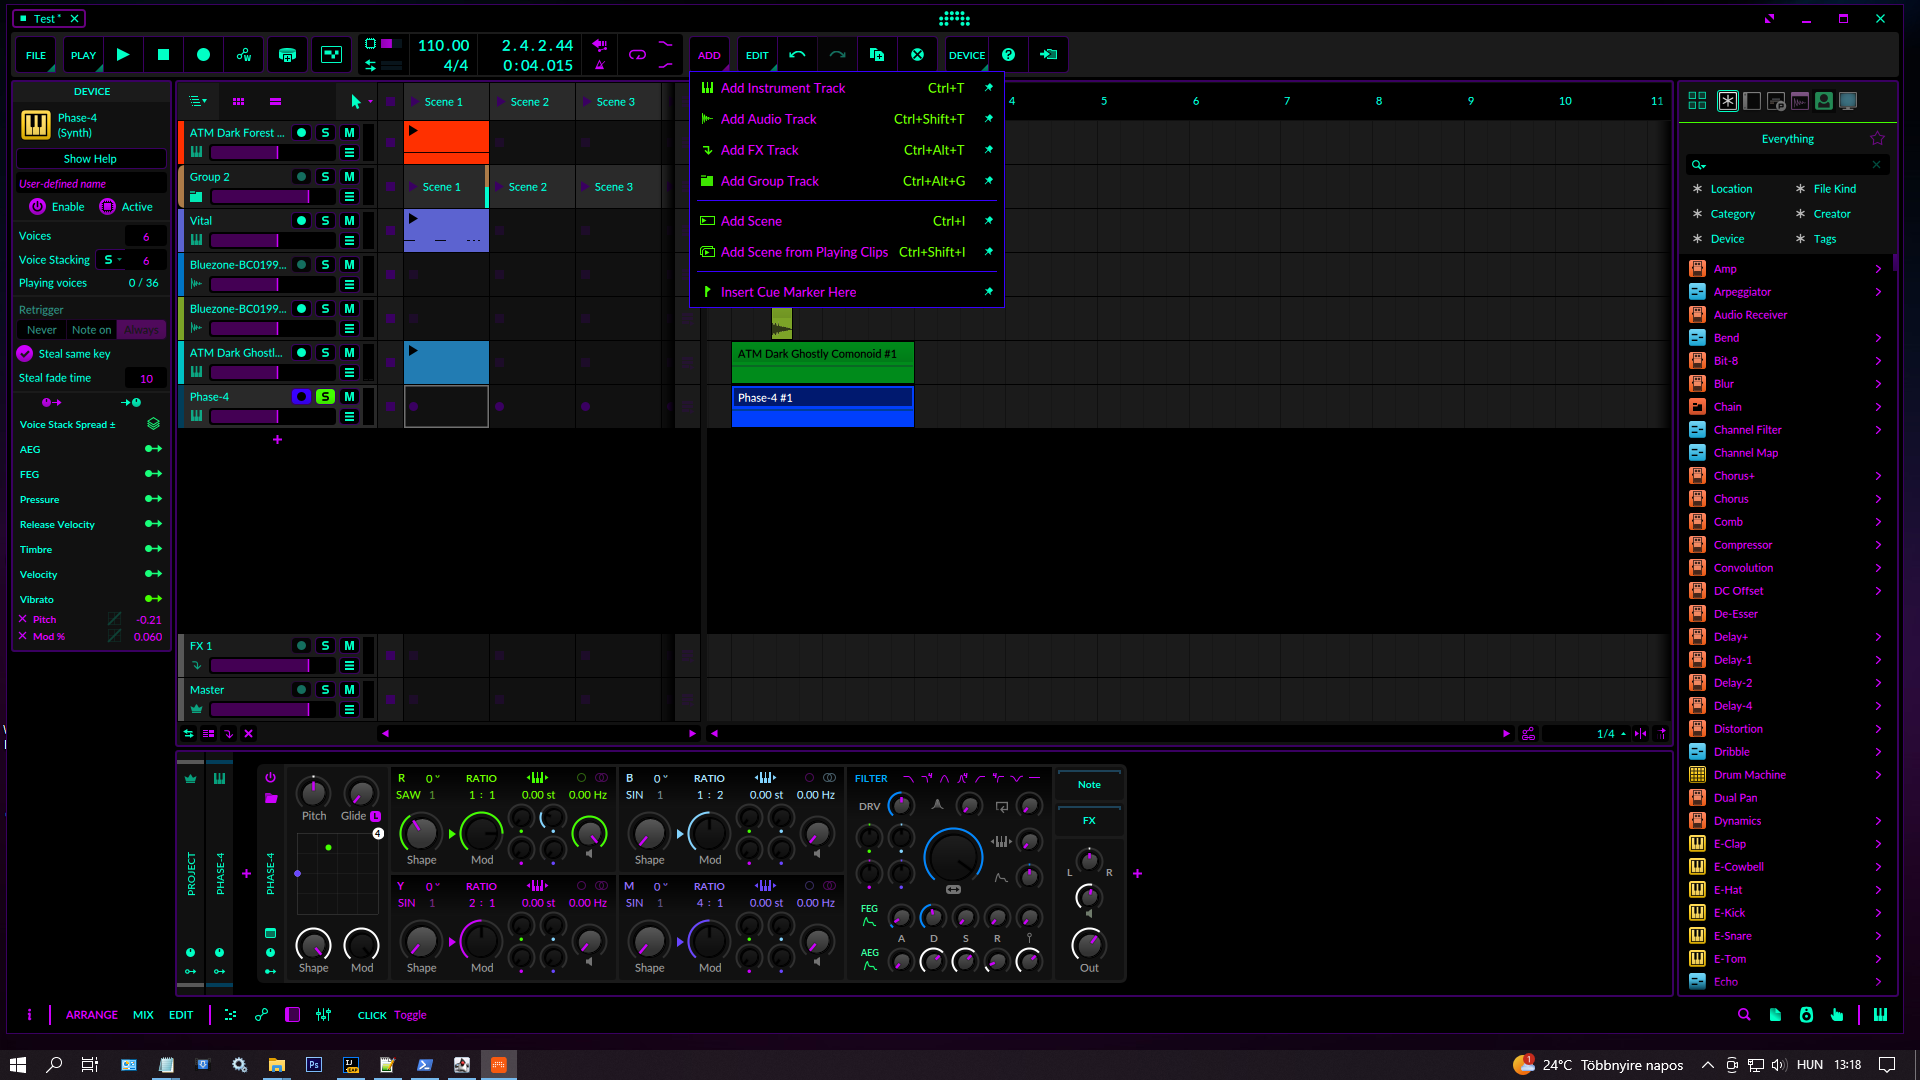 Test *
FILE
PLAY
110.00
4/4
2.4.2.44
0:04.015
ADD
EDIT
DEVICE
DEVICE
Phase-4
(Synth)
Show Help
User-defined name
Enable
Active
Voices
6
Voice Stacking
S
6
Playing voices
0 / 36
Retrigger
Never
Note on
Always
Steal same key
Steal fade time
10
Voice Stack Spread ±
AEG
FEG
Pressure
Release Velocity
Timbre
Velocity
Vibrato
Pitch
-0.21
Mod %
0.060
Scene 1
Scene 2
Scene 3
ATM Dark Forest ...
S
M
Group 2
S
M
Scene 1
Scene 2
Scene 3
Vital
S
M
Bluezone-BC0199...
S
M
Bluezone-BC0199...
S
M
ATM Dark Ghostl...
S
M
Phase-4
S
M
FX 1
S
M
Master
S
M
Add Instrument Track
Ctrl+T
Add Audio Track
Ctrl+Shift+T
Add FX Track
Ctrl+Alt+T
Add Group Track
Ctrl+Alt+G
Add Scene
Ctrl+I
Add Scene from Playing Clips
Ctrl+Shift+I
Insert Cue Marker Here
4
5
6
7
8
9
10
11
ATM Dark Ghostly Comonoid #1
Phase-4 #1
1/4
Everything
Location
File Kind
Category
Creator
Device
Tags
Amp
Arpeggiator
Audio Receiver
Bend
Bit-8
Blur
Chain
Channel Filter
Channel Map
Chorus+
Chorus
Comb
Compressor
Convolution
DC Offset
De-Esser
Delay+
Delay-1
Delay-2
Delay-4
Distortion
Dribble
Drum Machine
Dual Pan
Dynamics
E-Clap
E-Cowbell
E-Hat
E-Kick
E-Snare
E-Tom
Echo
PROJECT
PHASE-4
PHASE-4
Pitch
Glide
L
4
Shape
Mod
R
0°
RATIO
SAW
1
1 : 1
0.00 st
0.00 Hz
Shape
Mod
B
0°
RATIO
SIN
1
1 : 2
0.00 st
0.00 Hz
Shape
Mod
Y
0°
RATIO
SIN
1
2 : 1
0.00 st
0.00 Hz
Shape
Mod
M
0°
RATIO
SIN
1
4 : 1
0.00 st
0.00 Hz
Shape
Mod
FILTER
DRV
FEG
A
D
S
R
AEG
Note
FX
L
R
Out
ARRANGE
MIX
EDIT
CLICK
Toggle
Ps
1
24°C
Többnyire napos
HUN
13:18